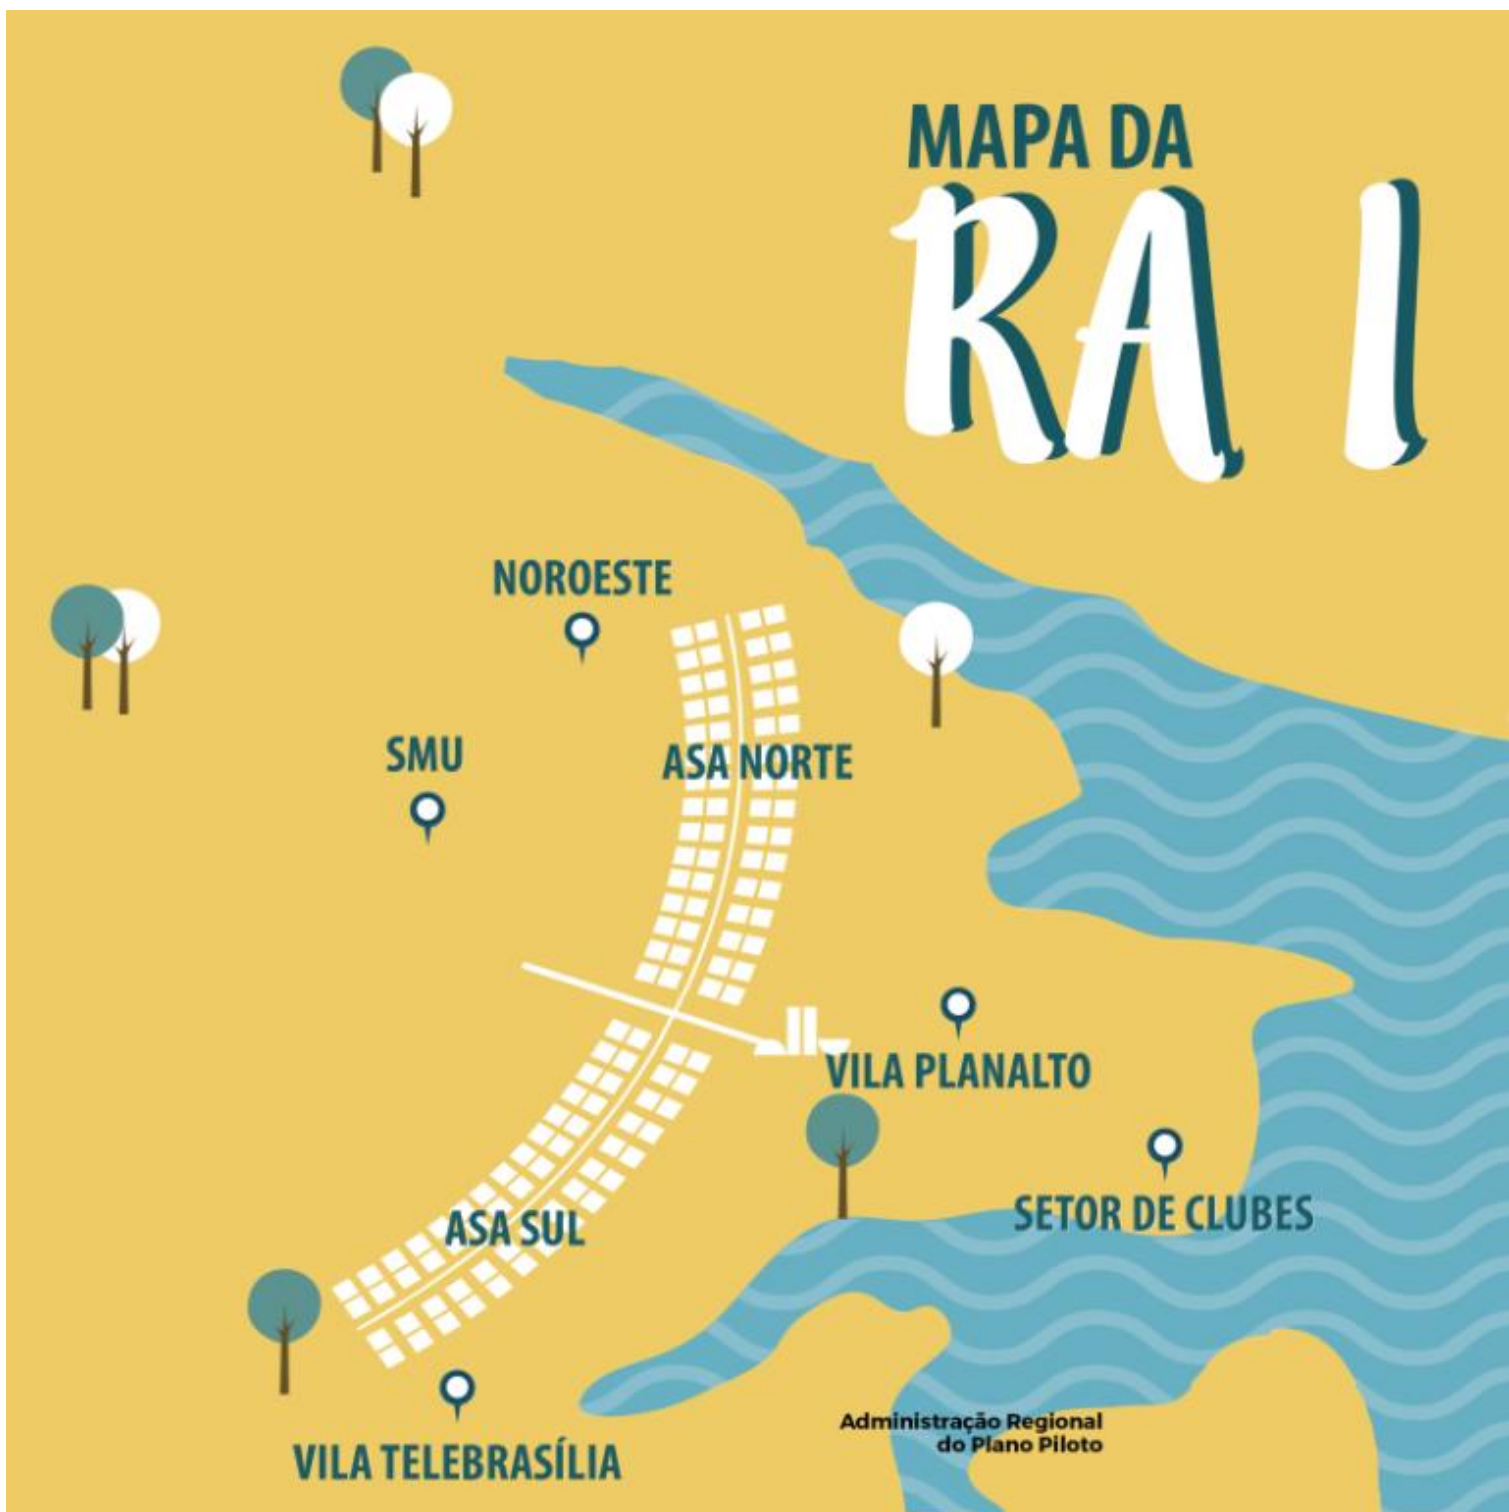 MAPA DA
RA I
NOROESTE
SMU
ASA NORTE
VILA PLANALTO
SETOR DE CLUBES
ASA SUL
VILA TELEBRASÍLIA
Administração Regional
do Plano Piloto